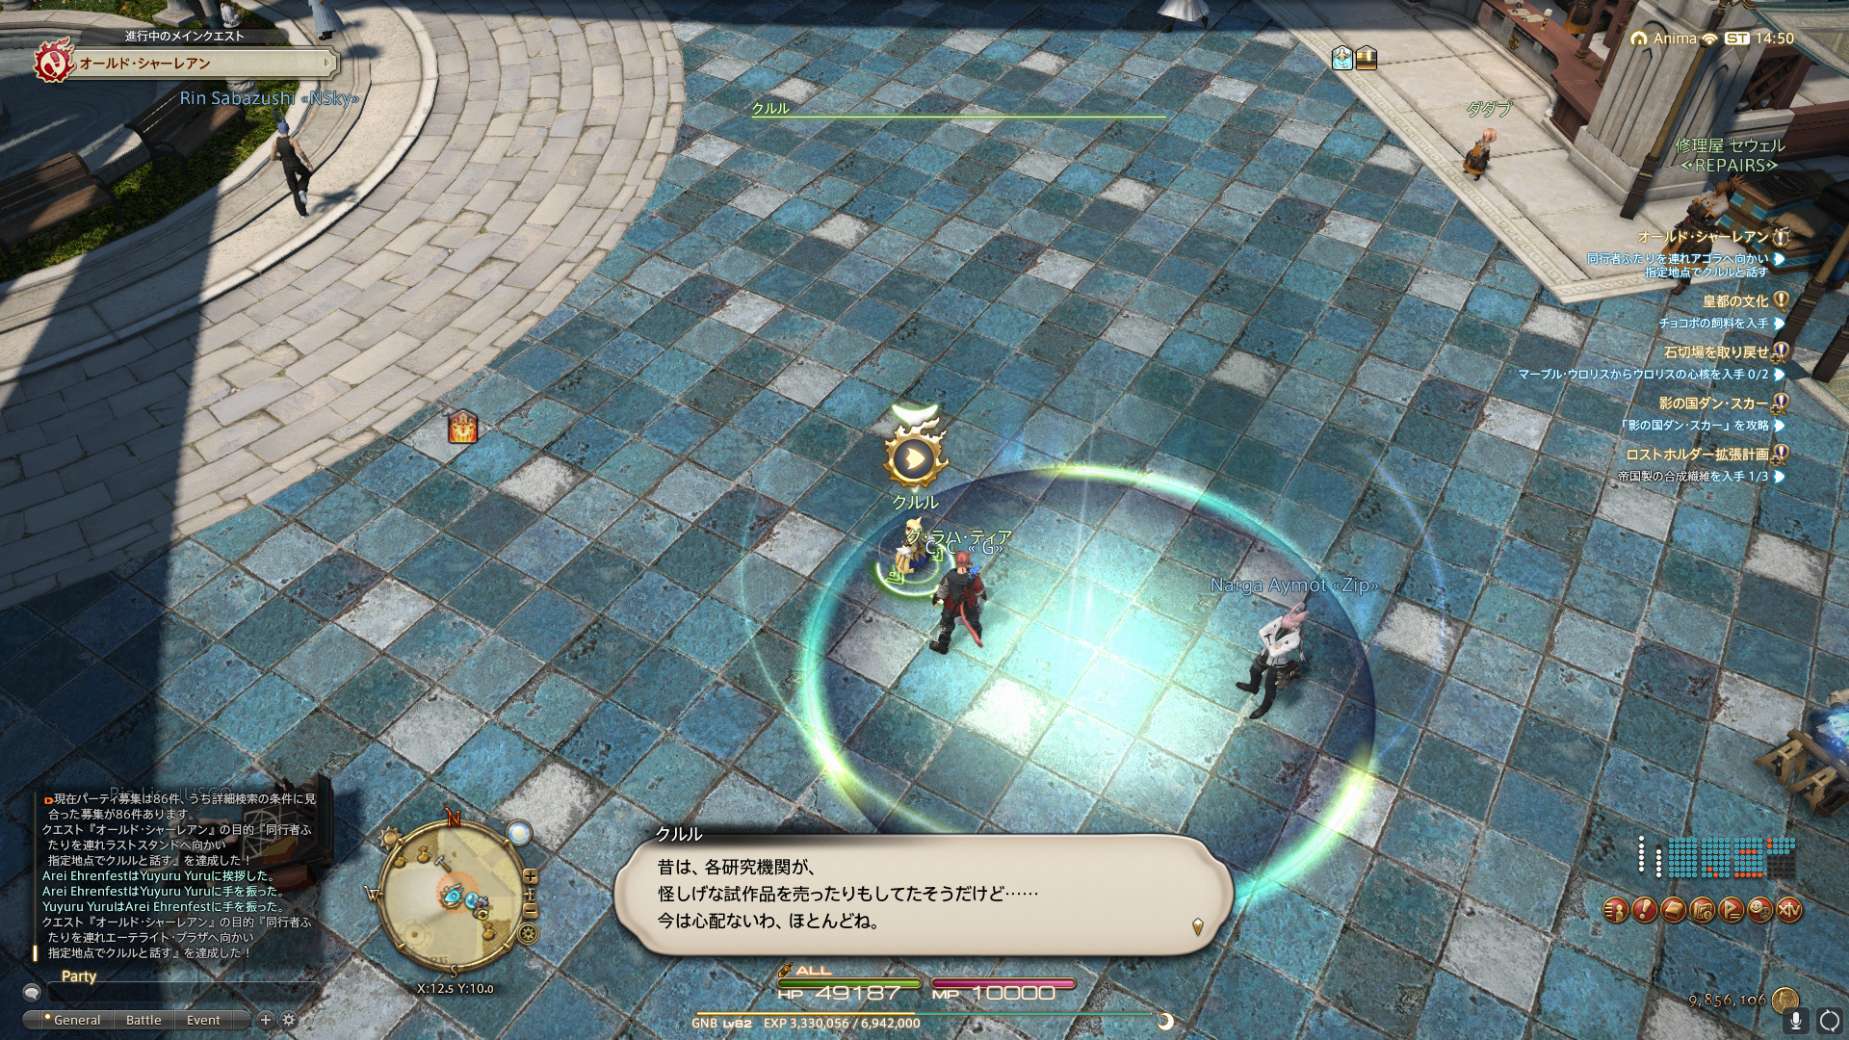 進行中のメインクエスト
オールド・シャーレアン
Rin Sabazushi «NSky»
クルル
Anima ST 14:50
ダダブ
修理屋 セウェル
<REPAIRS>
オールド・シャーレアン
同行者ふたりを連れアゴラへ向かい
指定地点でクルルと話す
皇都の文化
チョコボの飼料を入手
石切場を取り戻せ
マーブル・ウロリスからウロリスの心核を入手 0/2
影の国ダン・スカー
「影の国ダン・スカー」を攻略
ロストホルダー拡張計画
帝国製の合成繊維を入手 1/3
クルル
グ・ラハ・ティア
Narga Aymot «Zip»
現在パーティ募集は86件、うち詳細検索の条件に見
合った募集が86件あります。
クエスト『オールド・シャーレアン』の目的『同行者ふ
たりを連れラストスタンドへ向かい
指定地点でクルルと話す』を達成した!
Arei EhrenfestはYuyuru Yuruに挨拶した。
Arei EhrenfestはYuyuru Yuruに手を振った。
Yuyuru YuruはArei Ehrenfestに手を振った。
クエスト『オールド・シャーレアン』の目的『同行者ふ
たりを連れエーテライト・プラザへ向かい
指定地点でクルルと話す』を達成した!
Party
General Battle Event
N
W
S
X:12.5 Y:10.0
クルル
昔は、各研究機関が、
怪しげな試作品を売ったりもしてたそうだけど……
今は心配ないわ、ほとんどね。
ALL
HP 49187 MP 10000
GNB Lv82 EXP 3,330,056 / 6,942,000
XIV
9,856,106